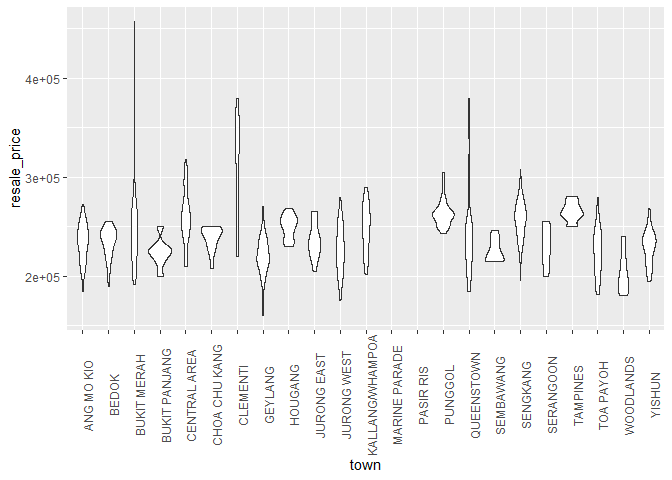 4e+05
3e+05
2e+05
resale_price
ANG MO KIO
BEDOK
BUKIT MERAH
BUKIT PANJANG
CENTRAL AREA
CHOA CHU KANG
CLEMENTI
GEYLANG
HOUGANG
JURONG EAST
JURONG WEST
KALLANG/WHAMPOA
MARINE PARADE
PASIR RIS
PUNGGOL
QUEENSTOWN
SEMBAWANG
SENGKANG
SERANGOON
TAMPINES
TOA PAYOH
WOODLANDS
YISHUN
town